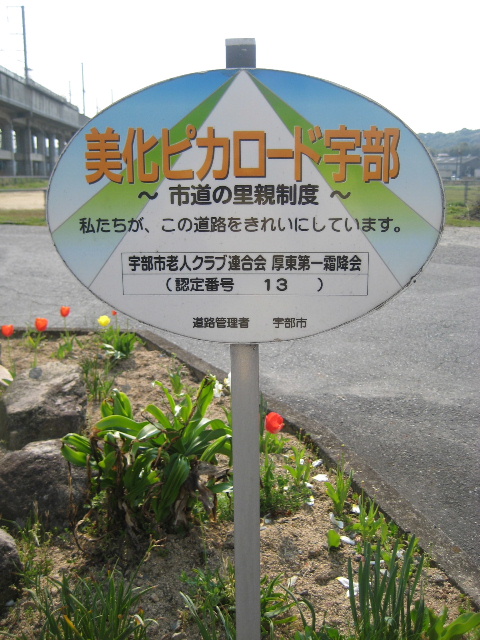 美化ピカロード宇部
～ 市道の里親制度 ～
私たちが、この道路をきれいにしています。
宇部市老人クラブ連合会 厚東第一霜降会
（ 認定番号　13　）
道路管理者　宇部市